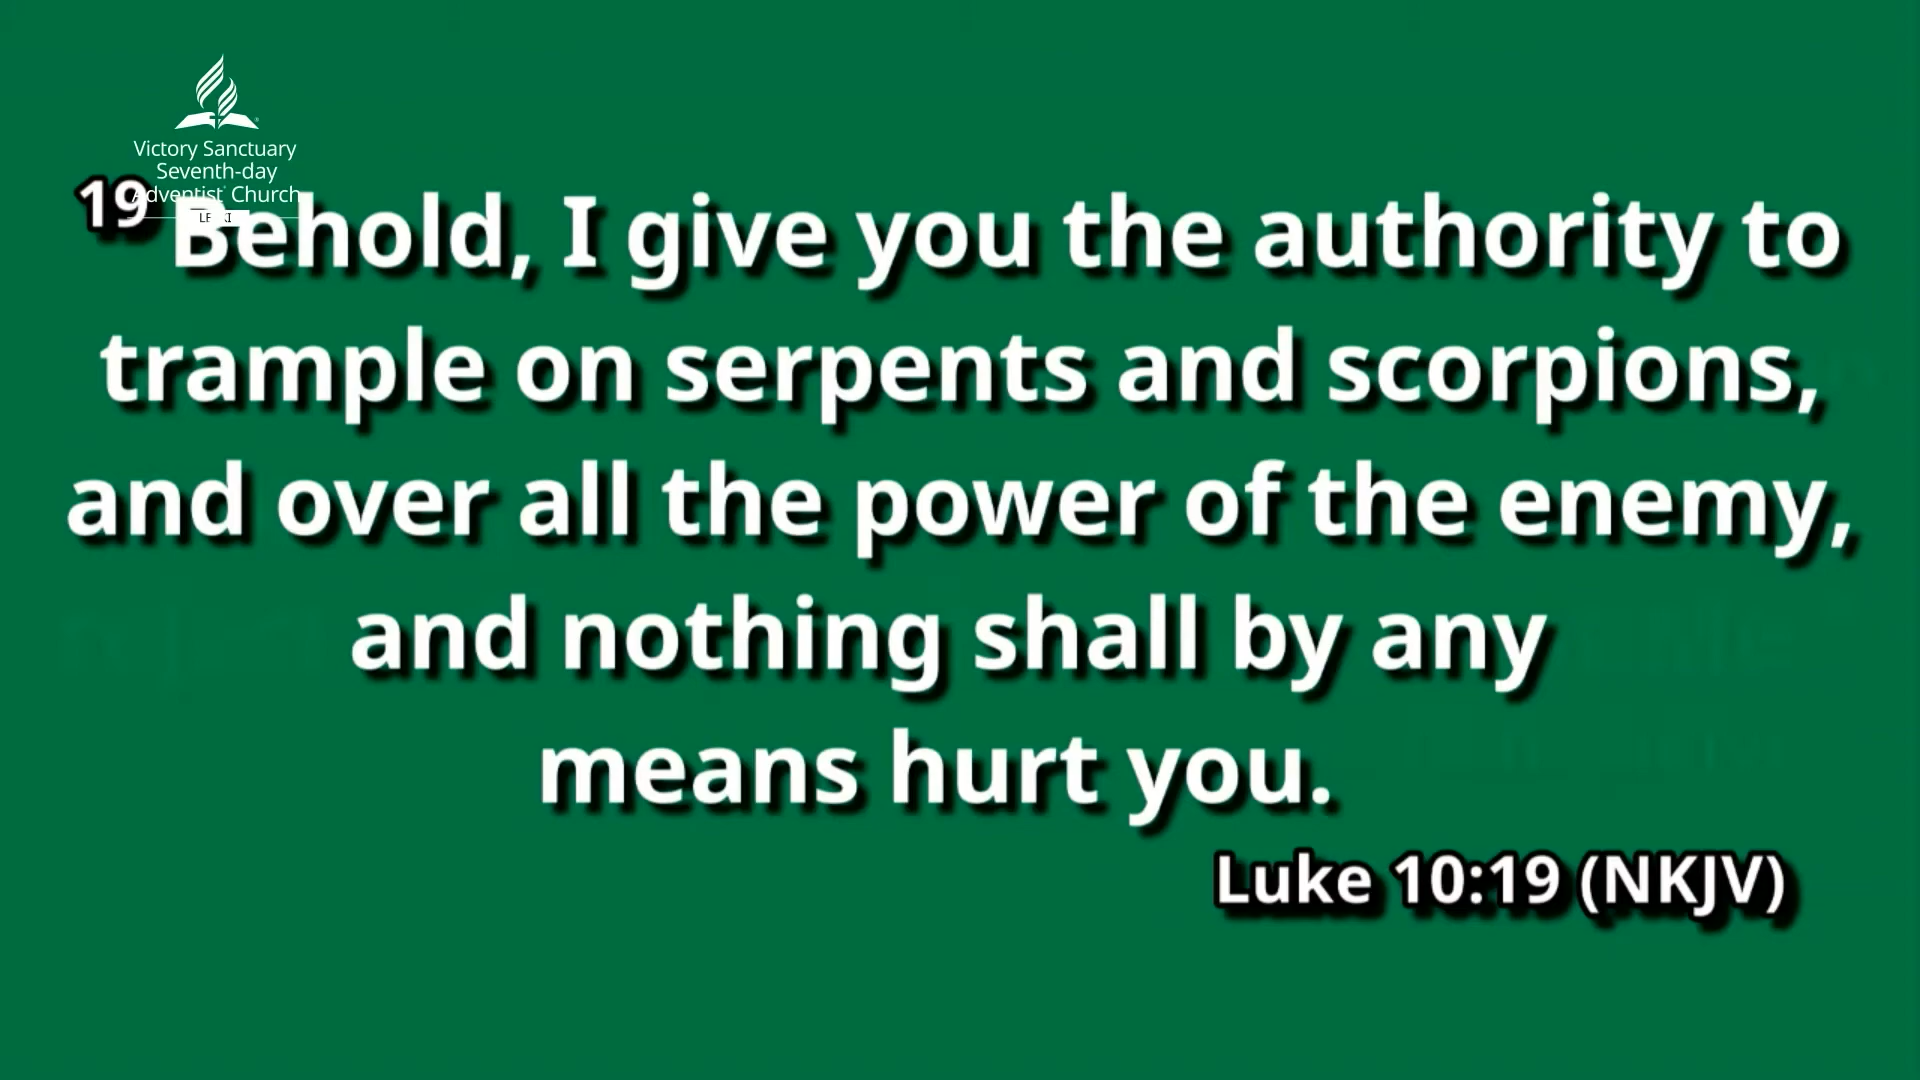 Victory Sanctuary
Seventh-day
Adventist Church
19 Behold, I give you the authority to
trample on serpents and scorpions,
and over all the power of the enemy,
and nothing shall by any
means hurt you.
Luke 10:19 (NKJV)